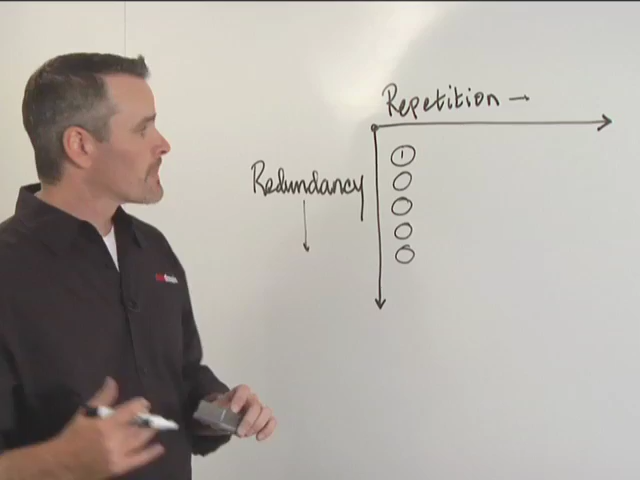 Repetition →
Redundancy
↓
1